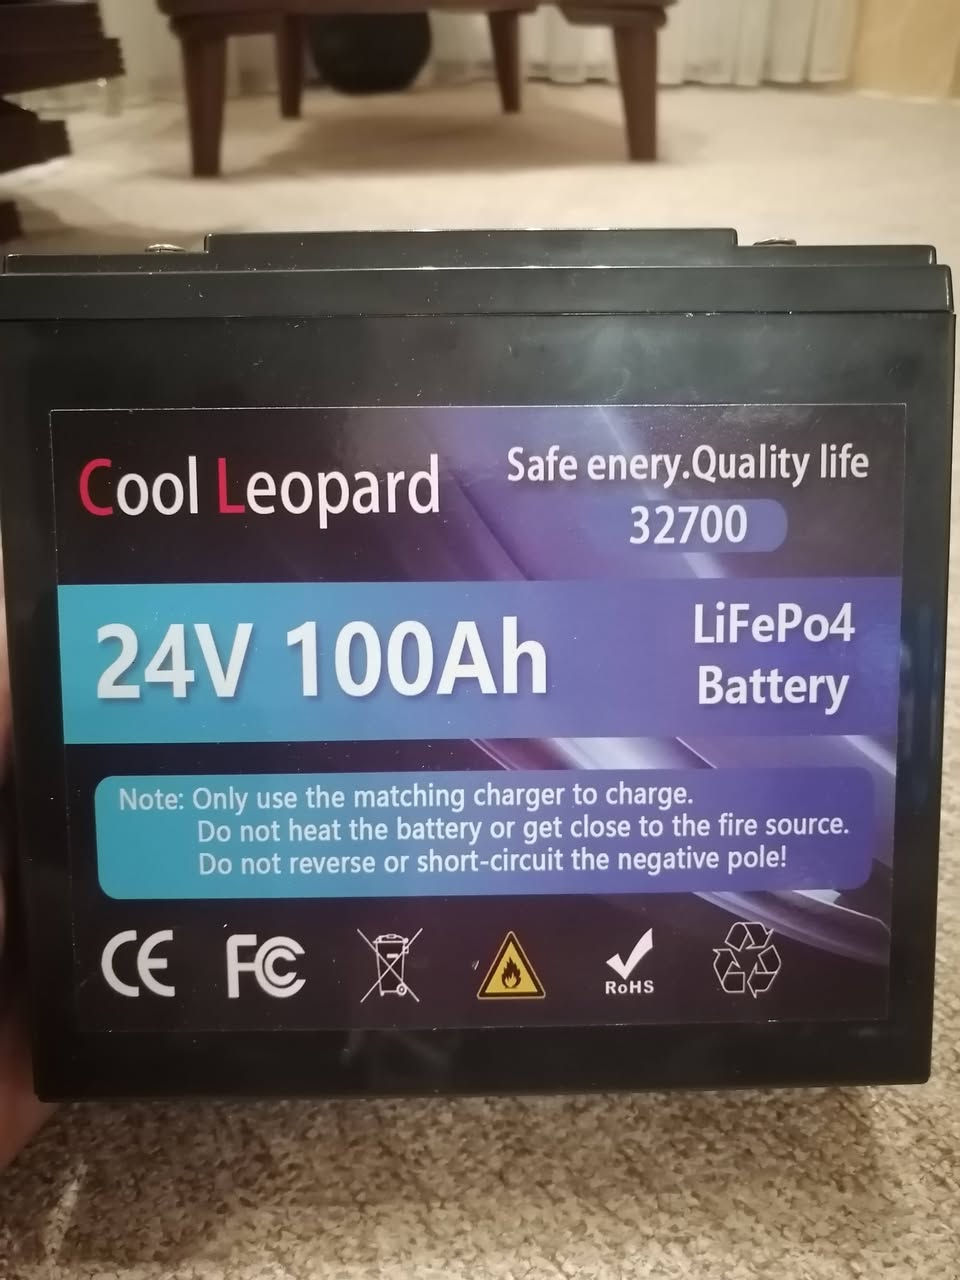 Cool Leopard
Safe enery.Quality life
32700
24V 100Ah
LiFePo4
Battery
Note: Only use the matching charger to charge.
Do not heat the battery or get close to the fire source.
Do not reverse or short-circuit the negative pole!
CE FC RoHS